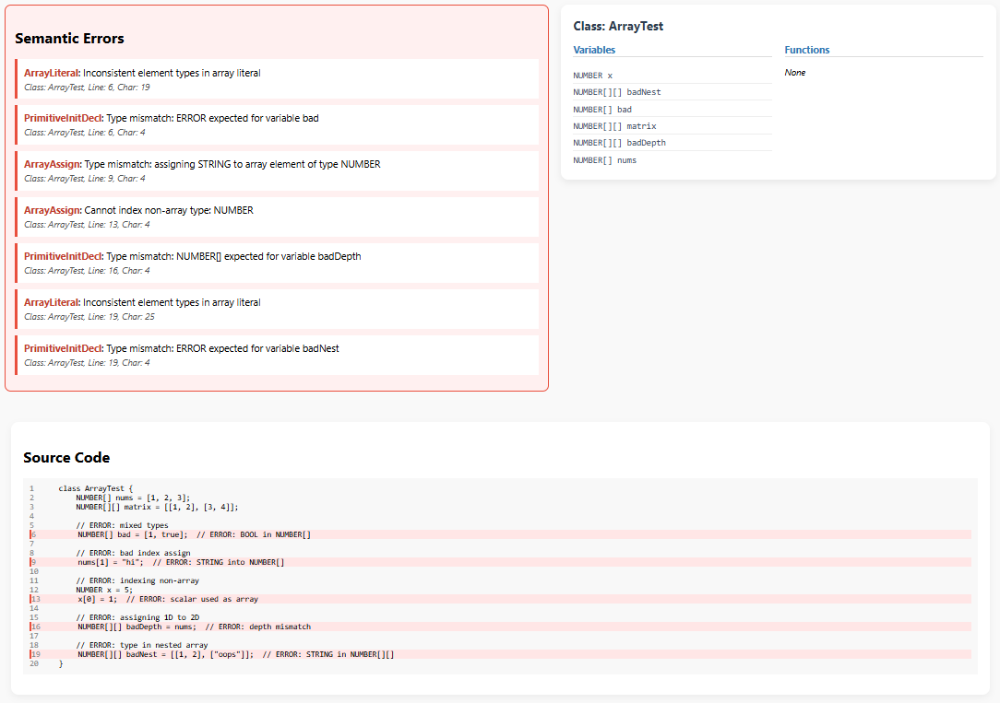 Semantic Errors
ArrayLiteral: Inconsistent element types in array literal
Class: ArrayTest, Line: 6, Char: 19
PrimitiveInitDecl: Type mismatch: ERROR expected for variable bad
Class: ArrayTest, Line: 6, Char: 4
ArrayAssign: Type mismatch: assigning STRING to array element of type NUMBER
Class: ArrayTest, Line: 9, Char: 4
ArrayAssign: Cannot index non-array type: NUMBER
Class: ArrayTest, Line: 13, Char: 4
PrimitiveInitDecl: Type mismatch: NUMBER[] expected for variable badDepth
Class: ArrayTest, Line: 16, Char: 4
ArrayLiteral: Inconsistent element types in array literal
Class: ArrayTest, Line: 19, Char: 25
PrimitiveInitDecl: Type mismatch: ERROR expected for variable badNest
Class: ArrayTest, Line: 19, Char: 4
Class: ArrayTest
Variables
NUMBER x
NUMBER[][] badNest
NUMBER[] bad
NUMBER[][] matrix
NUMBER[][] badDepth
NUMBER[] nums
Functions
None
Source Code
1 class ArrayTest {
2 NUMBER[] nums = [1, 2, 3];
3 NUMBER[][] matrix = [[1, 2], [3, 4]];
4
5 // ERROR: mixed types
6 NUMBER[] bad = [1, true]; // ERROR: BOOL in NUMBER[]
7
8 // ERROR: bad index assign
9 nums[1] = "hi"; // ERROR: STRING into NUMBER[]
10
11 // ERROR: indexing non-array
12 NUMBER x = 5;
13 x[0] = 1; // ERROR: scalar used as array
14
15 // ERROR: assigning 1D to 2D
16 NUMBER[][] badDepth = nums; // ERROR: depth mismatch
17
18 // ERROR: type in nested array
19 NUMBER[][] badNest = [[1, 2], ["oops"]]; // ERROR: STRING in NUMBER[][]
20 }